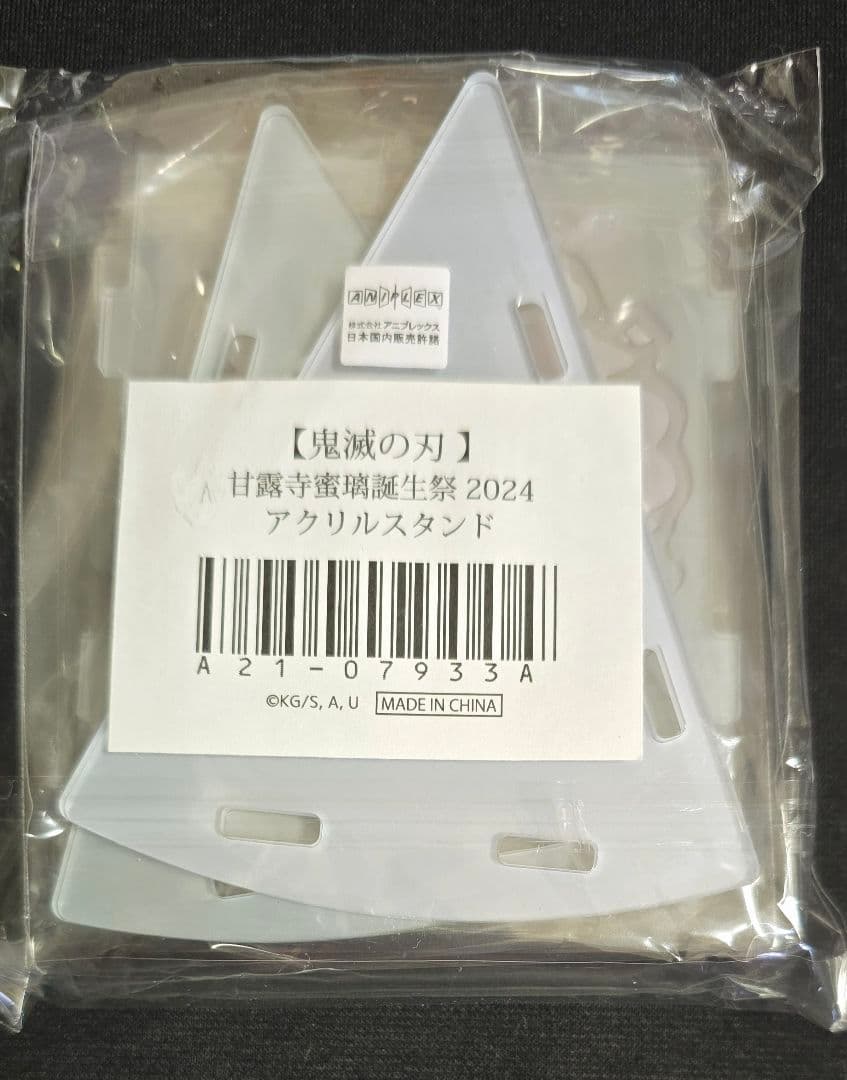 ANIPLEX
株式会社アニプレックス
日本国内販売許諾
【鬼滅の刃】
甘露寺蜜璃誕生祭 2024
アクリルスタンド
A21-07933A
©KG/S, A, U MADE IN CHINA